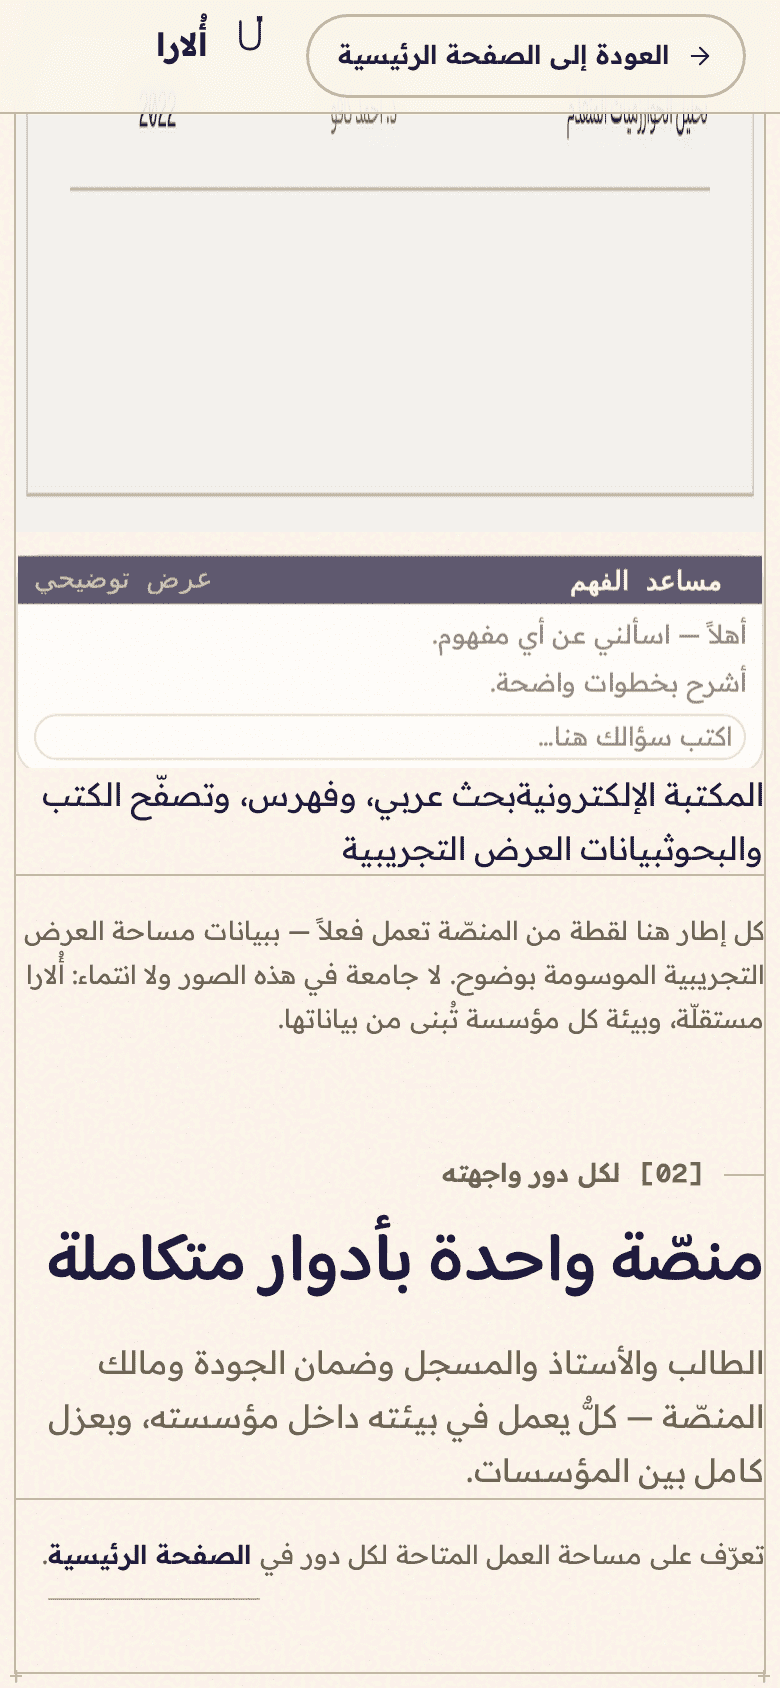 → العودة إلى الصفحة الرئيسية
أُلارا
2022
مساعد الفهم
عرض توضيحي
أهلاً — اسألني عن أي مفهوم.
أشرح بخطوات واضحة.
اكتب سؤالك هنا...
المكتبة الإلكترونيةبحث عربي، وفهرس، وتصفّح الكتب
والبحوثبيانات العرض التجريبية
كل إطار هنا لقطة من المنصّة تعمل فعلاً — ببيانات مساحة العرض
التجريبية الموسومة بوضوح. لا جامعة في هذه الصور ولا انتماء: أُلارا
مستقلّة، وبيئة كل مؤسسة تُبنى من بياناتها.
[02] لكل دور واجهته
منصّة واحدة بأدوار متكاملة
الطالب والأستاذ والمسجل وضمان الجودة ومالك
المنصّة — كلٌّ يعمل في بيئته داخل مؤسسته، وبعزل
كامل بين المؤسسات.
تعرّف على مساحة العمل المتاحة لكل دور في الصفحة الرئيسية.